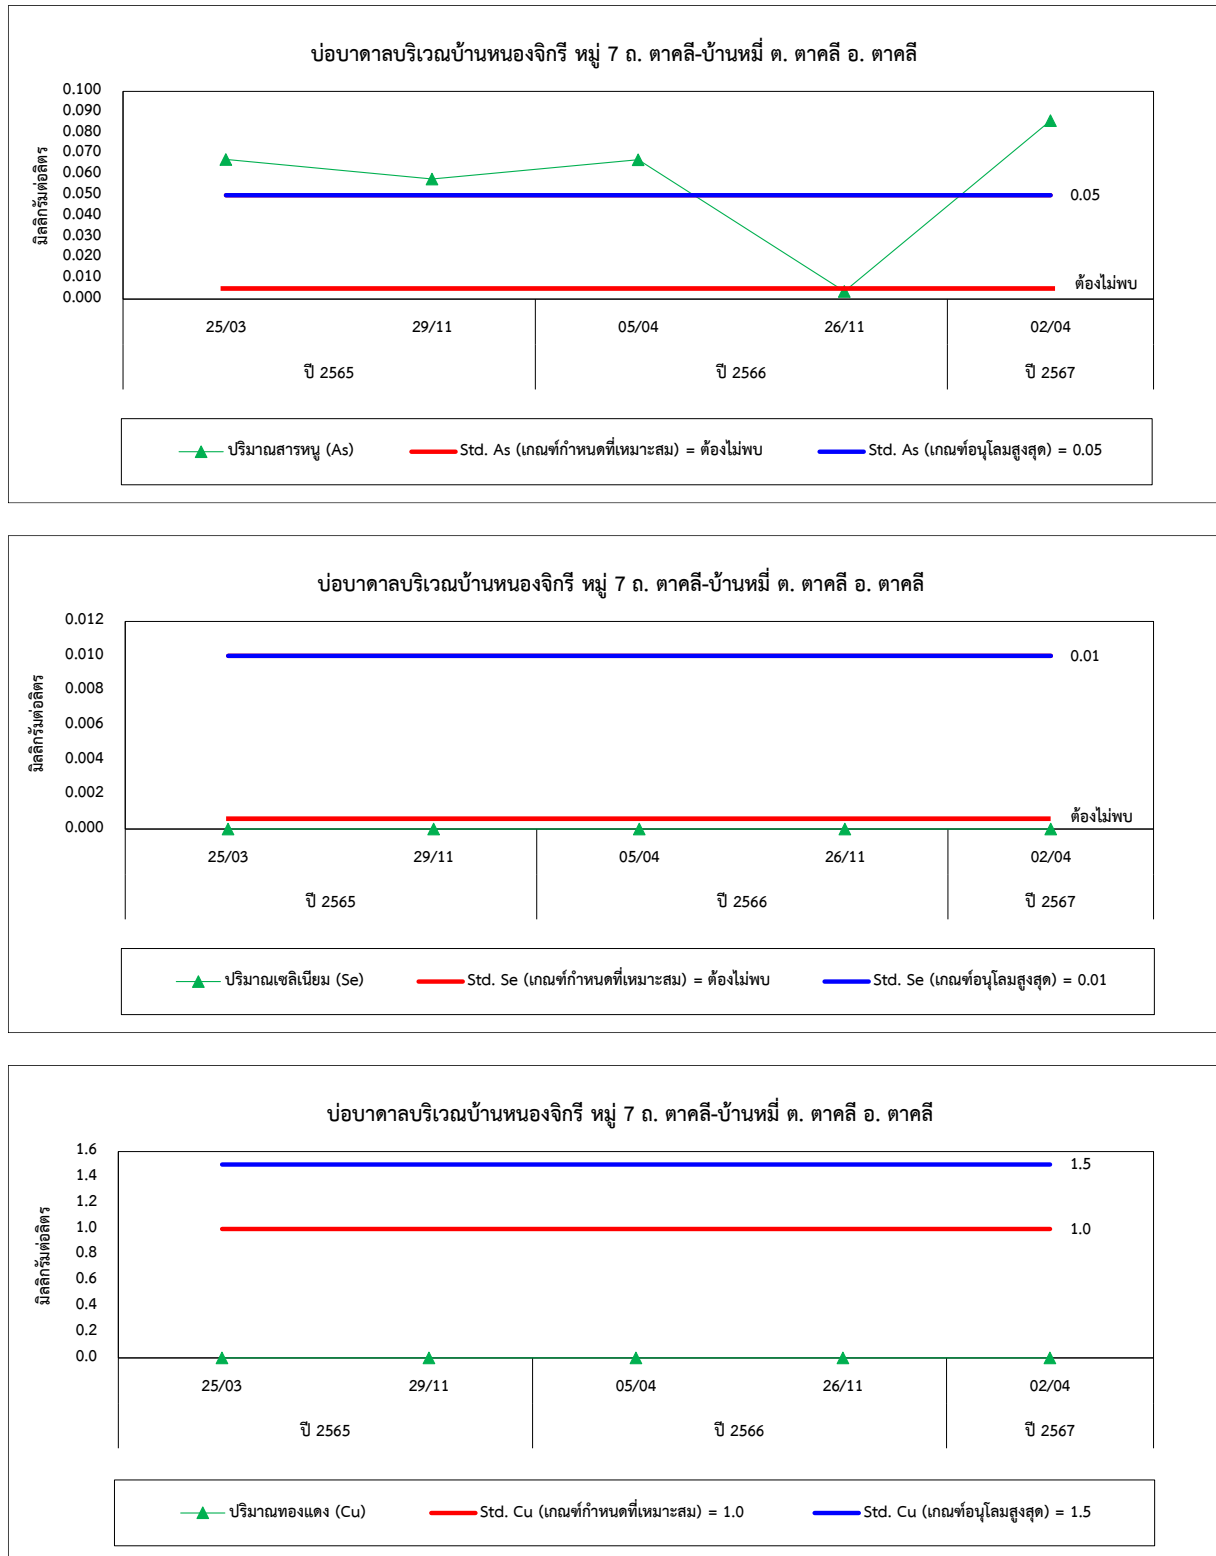 บ่อบาดาลบริเวณบ้านหนองจิกรี หมู่ 7 ถ. ตาคลี-บ้านหมี่ ต. ตาคลี อ. ตาคลี
มิลลิกรัมต่อลิตร
0.100
0.090
0.080
0.070
0.060
0.050
0.040
0.030
0.020
0.010
0.000
0.05
ต้องไม่พบ
25/03 29/11 05/04 26/11 02/04
ปี 2565 ปี 2566 ปี 2567
ปริมาณสารหนู (As) Std. As (เกณฑ์กำหนดที่เหมาะสม) = ต้องไม่พบ Std. As (เกณฑ์อนุโลมสูงสุด) = 0.05
บ่อบาดาลบริเวณบ้านหนองจิกรี หมู่ 7 ถ. ตาคลี-บ้านหมี่ ต. ตาคลี อ. ตาคลี
มิลลิกรัมต่อลิตร
0.012
0.010
0.008
0.006
0.004
0.002
0.000
0.01
ต้องไม่พบ
25/03 29/11 05/04 26/11 02/04
ปี 2565 ปี 2566 ปี 2567
ปริมาณเซลิเนียม (Se) Std. Se (เกณฑ์กำหนดที่เหมาะสม) = ต้องไม่พบ Std. Se (เกณฑ์อนุโลมสูงสุด) = 0.01
บ่อบาดาลบริเวณบ้านหนองจิกรี หมู่ 7 ถ. ตาคลี-บ้านหมี่ ต. ตาคลี อ. ตาคลี
มิลลิกรัมต่อลิตร
1.6
1.4
1.2
1.0
0.8
0.6
0.4
0.2
0.0
1.5
1.0
25/03 29/11 05/04 26/11 02/04
ปี 2565 ปี 2566 ปี 2567
ปริมาณทองแดง (Cu) Std. Cu (เกณฑ์กำหนดที่เหมาะสม) = 1.0 Std. Cu (เกณฑ์อนุโลมสูงสุด) = 1.5